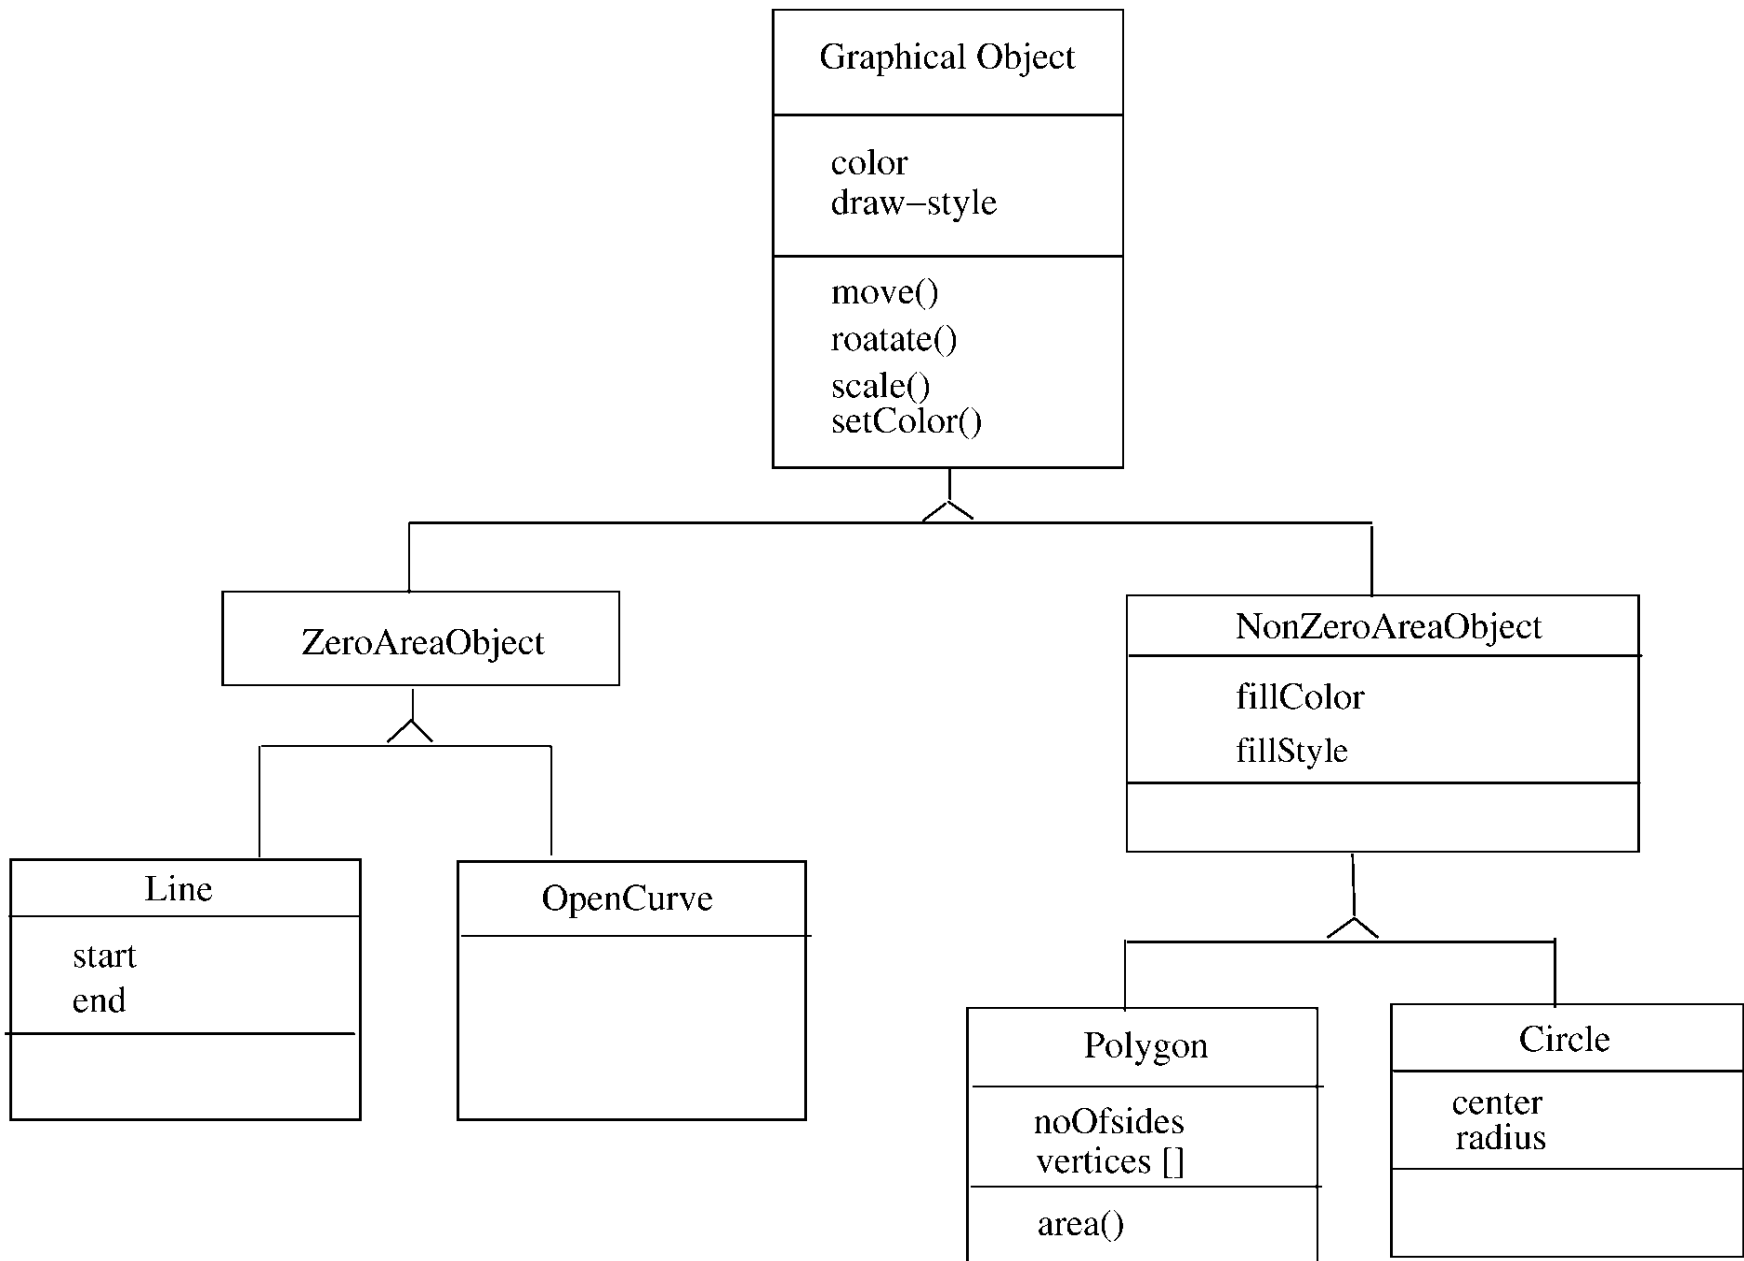 Graphical Object
color
draw−style
move()
roatate()
scale()
setColor()
ZeroAreaObject
NonZeroAreaObject
fillColor
fillStyle
Line
start
end
OpenCurve
Polygon
noOfsides
vertices []
area()
Circle
center
radius